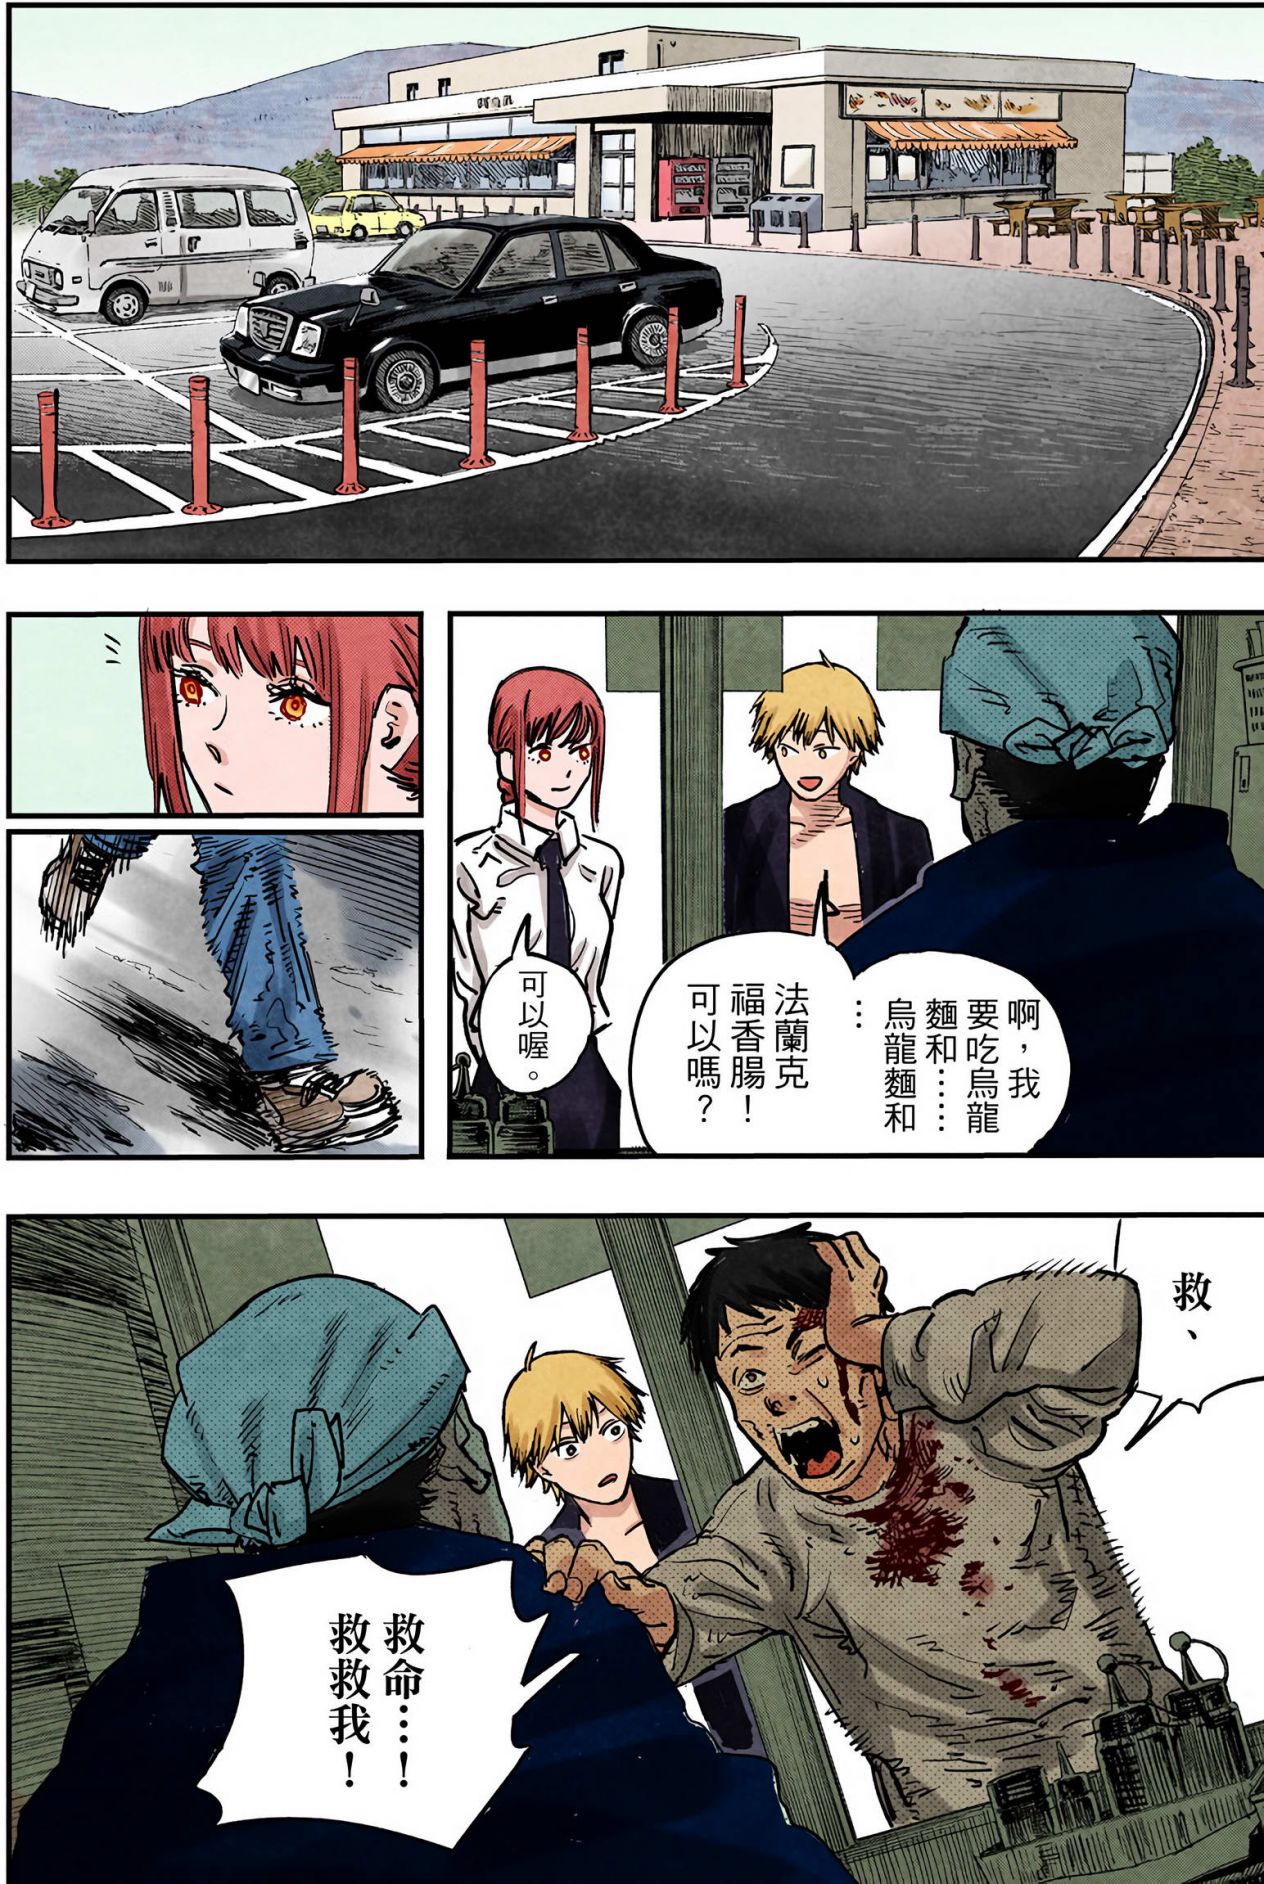 啊，我
要吃烏龍
麵和……
烏龍麵和
…
法蘭克
福香腸！
可以嗎？
可以喔。
救、
救命…！
救救我！